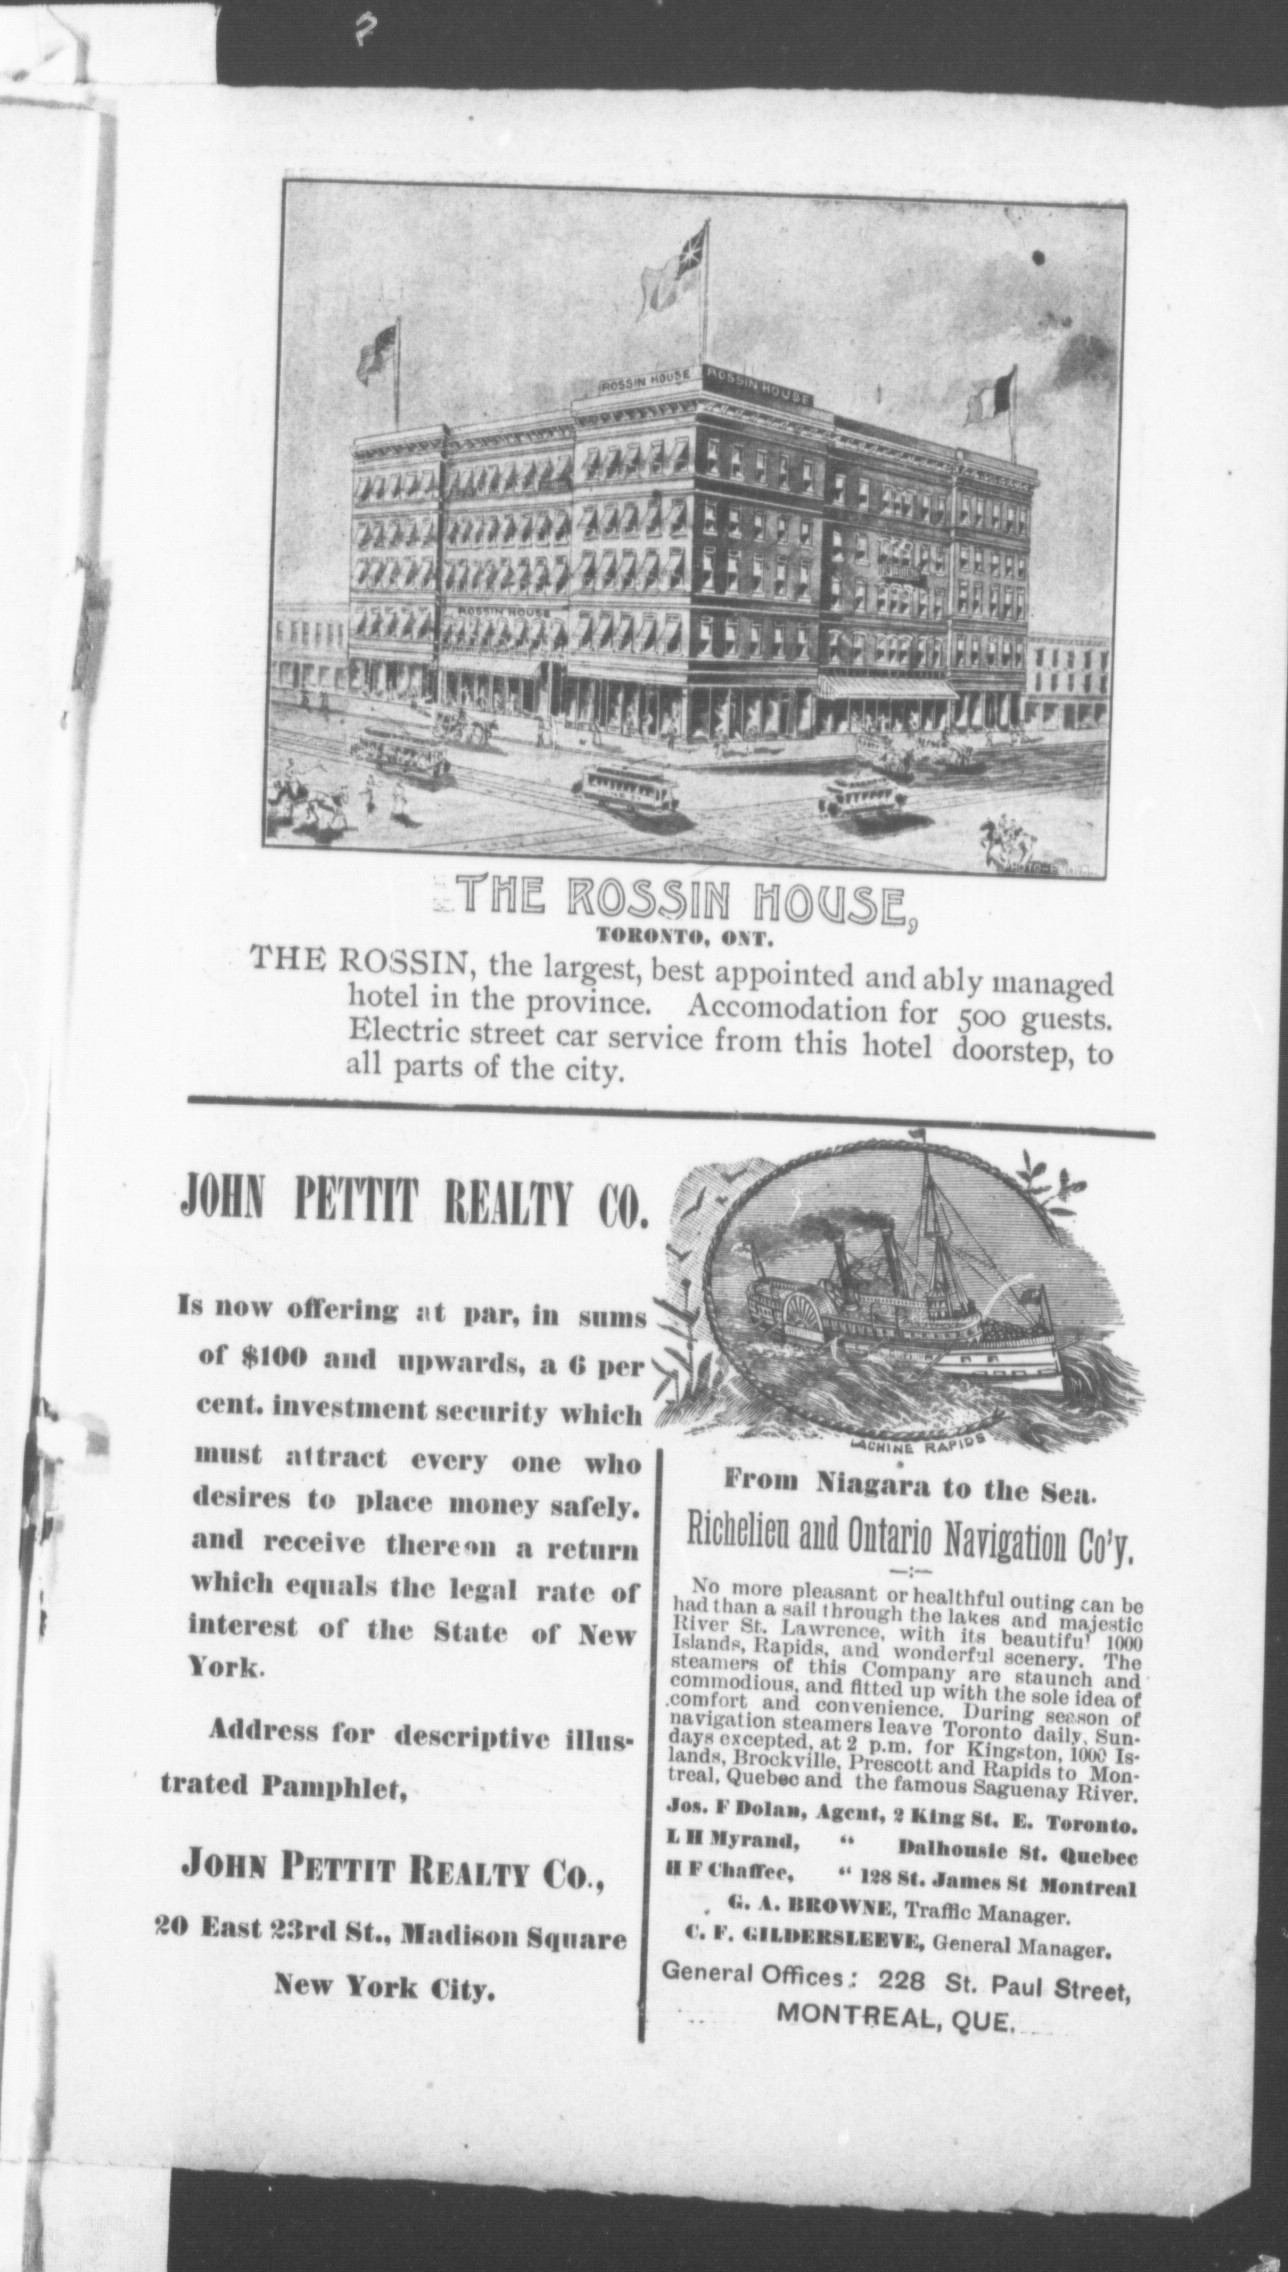 ROSSIN HOUSE
ROSSIN HOUSE
ROSSIN HOUSE
THE ROSSIN HOUSE,
TORONTO, ONT.
THE ROSSIN, the largest, best appointed and ably managed
hotel in the province. Accomodation for 500 guests.
Electric street car service from this hotel doorstep, to
all parts of the city.
JOHN PETTIT REALTY CO.
Is now offering at par, in sums
of $100 and upwards, a 6 per
cent. investment security which
must attract every one who
desires to place money safely.
and receive thereon a return
which equals the legal rate of
interest of the State of New
York.
Address for descriptive illus-
trated Pamphlet,
JOHN PETTIT REALTY CO.,
20 East 23rd St., Madison Square
New York City.
LACHINE RAPIDS
From Niagara to the Sea.
Richelieu and Ontario Navigation Co'y.
—:—
No more pleasant or healthful outing can be
had than a sail through the lakes and majestic
River St. Lawrence, with its beautiful 1000
Islands, Rapids, and wonderful scenery. The
steamers of this Company are staunch and
commodious, and fitted up with the sole idea of
comfort and convenience. During season of
navigation steamers leave Toronto daily, Sun-
days excepted, at 2 p.m. for Kingston, 1000 Is-
lands, Brockville, Prescott and Rapids to Mon-
treal, Quebec and the famous Saguenay River.
Jos. F Dolan, Agent, 2 King St. E. Toronto.
L H Myrand, " Dalhousie St. Quebec
H F Chaffee, " 128 St. James St Montreal
G. A. BROWNE, Traffic Manager.
C. F. GILDERSLEEVE, General Manager.
General Offices: 228 St. Paul Street,
MONTREAL, QUE.